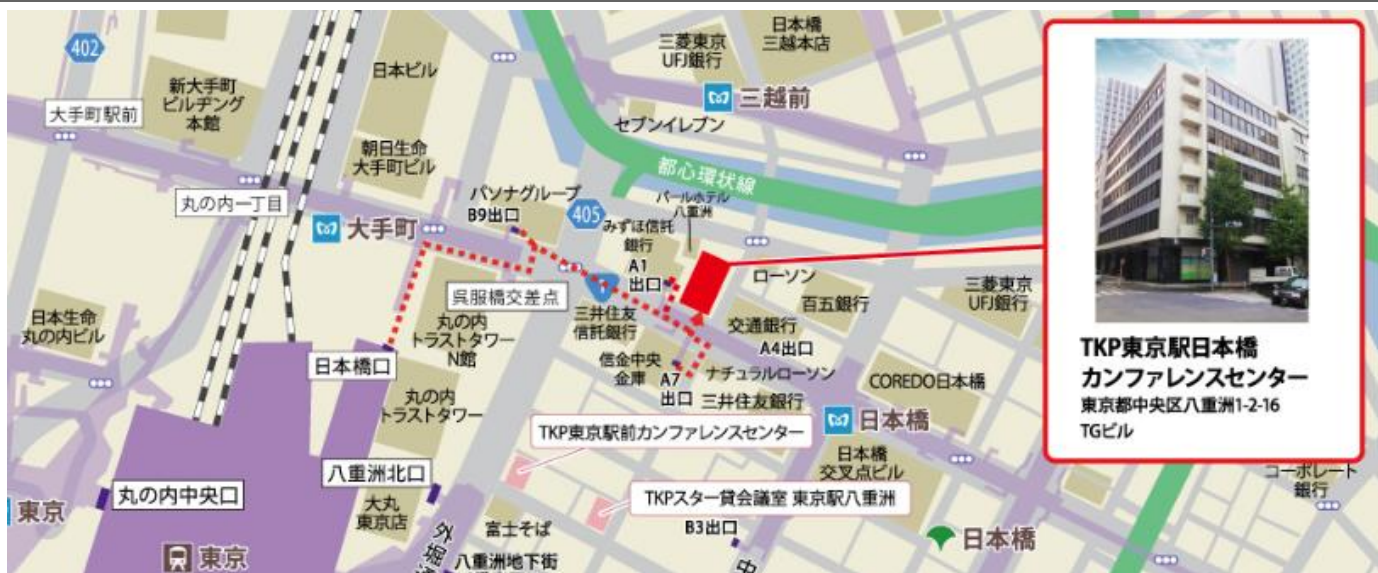 402
新大手町
ビルヂング
本館
大手町駅前
日本ビル
朝日生命
大手町ビル
丸の内一丁目
大手町
パソナグループ
B9出口
405
三菱東京
UFJ銀行
日本橋
三越本店
三越前
セブンイレブン
都心環状線
パールホテル
八重洲
みずほ信託
銀行
A1
出口
呉服橋交差点
三井住友
信託銀行
ローソン
百五銀行
交通銀行
A4出口
三菱東京
UFJ銀行
日本生命
丸の内ビル
日本橋口
丸の内
トラストタワー
N館
丸の内
トラストタワー
信金中央
金庫
A7
出口
ナチュラルローソン
三井住友銀行
COREDO日本橋
日本橋
日本橋
交叉点ビル
TKP東京駅前カンファレンスセンター
TKPスター貸会議室 東京駅八重洲
八重洲北口
大丸
東京店
丸の内中央口
東京
東京
富士そば
八重洲地下街
外堀
B3出口
中
日本橋
コーポレート
銀行
TKP東京駅日本橋
カンファレンスセンター
東京都中央区八重洲1-2-16
TGビル